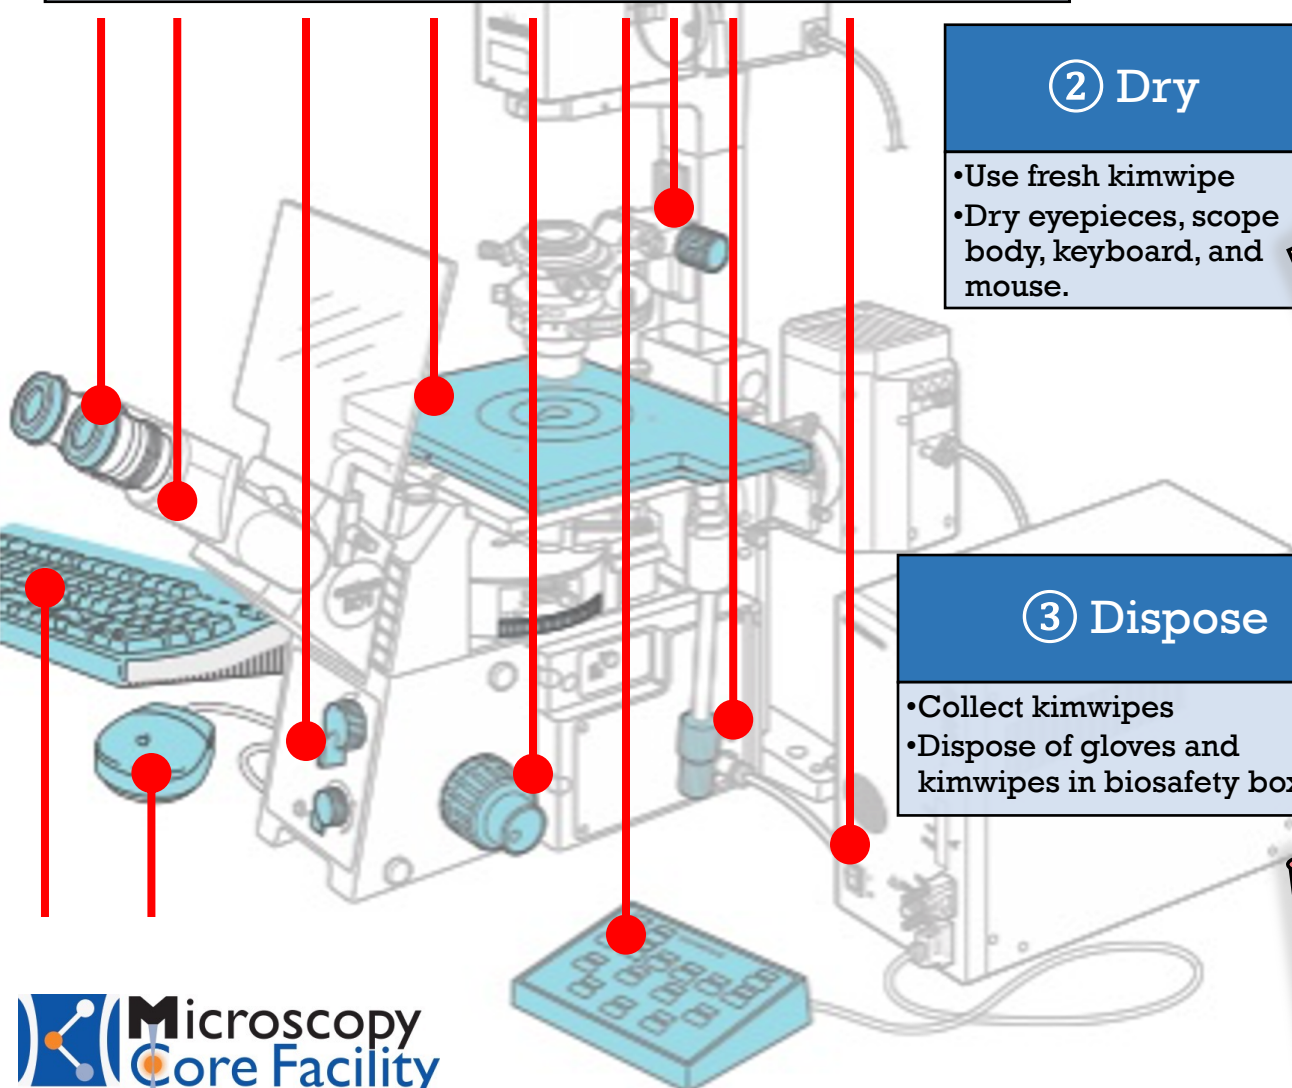 ② Dry
•Use fresh kimwipe
•Dry eyepieces, scope
body, keyboard, and
mouse.
③ Dispose
•Collect kimwipes
•Dispose of gloves and
kimwipes in biosafety box
Microscopy
Core Facility